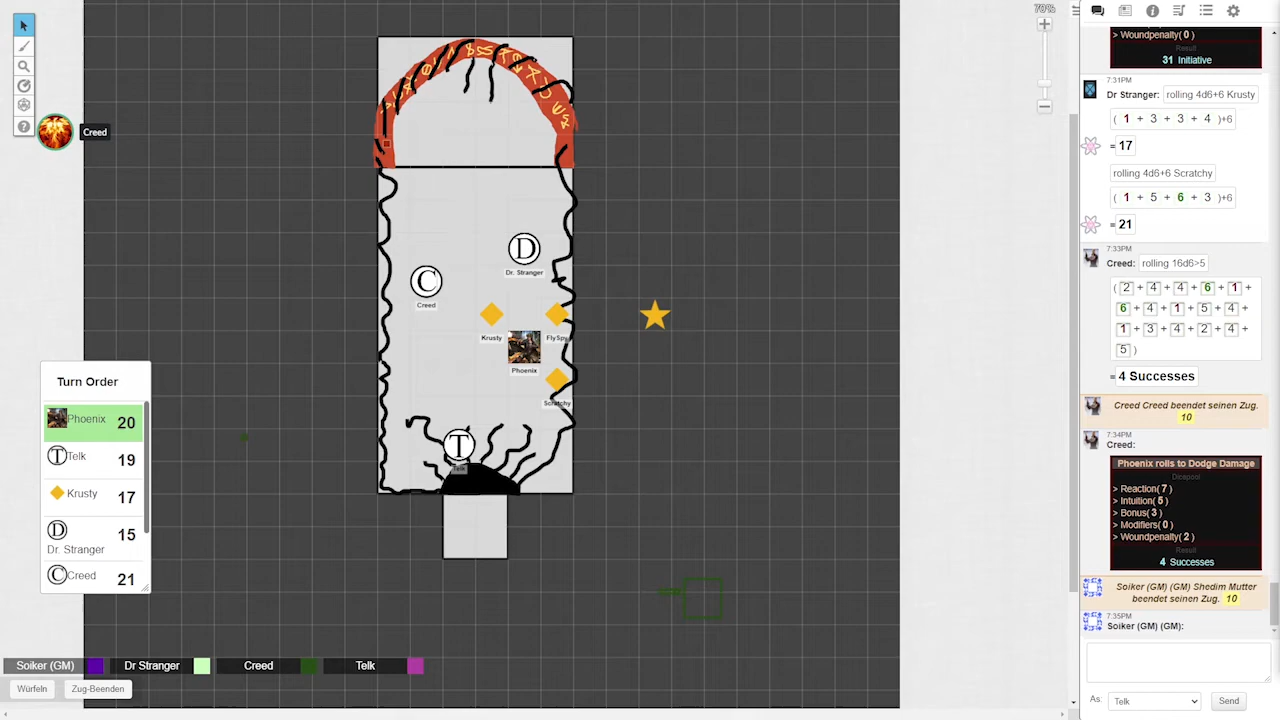 70%
> Woundpenalty( 0 )
Result
31 Initiative
7:31PM
Dr Stranger: rolling 4d6+6 Krusty
( 1 + 3 + 3 + 4 )+6
= 17
rolling 4d6+6 Scratchy
( 1 + 5 + 6 + 3 )+6
= 21
7:33PM
Creed: rolling 16d6>5
( 2 + 4 + 4 + 6 + 1 +
6 + 4 + 1 + 5 + 4 +
1 + 3 + 4 + 2 + 4 +
5 )
= 4 Successes
Creed Creed beendet seinen Zug.
10
7:34PM
Creed:
Phoenix rolls to Dodge Damage
Dicepool
> Reaction( 7 )
> Intuition( 5 )
> Bonus( 3 )
> Modifiers( 0 )
> Woundpenalty( 2 )
Result
4 Successes
Soiker (GM) (GM) Shedim Mutter
beendet seinen Zug. 10
7:35PM
Soiker (GM) (GM):
As: Telk
Send
Creed
D
Dr. Stranger
C
Creed
Krusty
FlySpy
Phoenix
Scratchy
T
Telk
Turn Order
Phoenix 20
T Telk 19
Krusty 17
D Dr. Stranger 15
C Creed 21
Soiker (GM)
Dr Stranger
Creed
Telk
Würfeln
Zug-Beenden